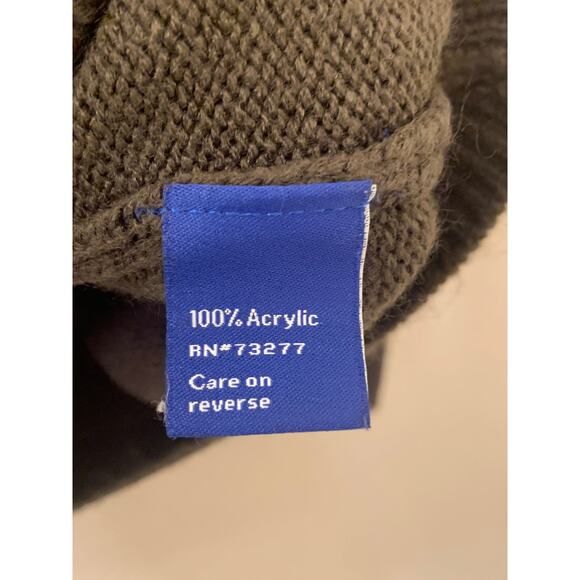 100% Acrylic
RN#73277
Care on
reverse